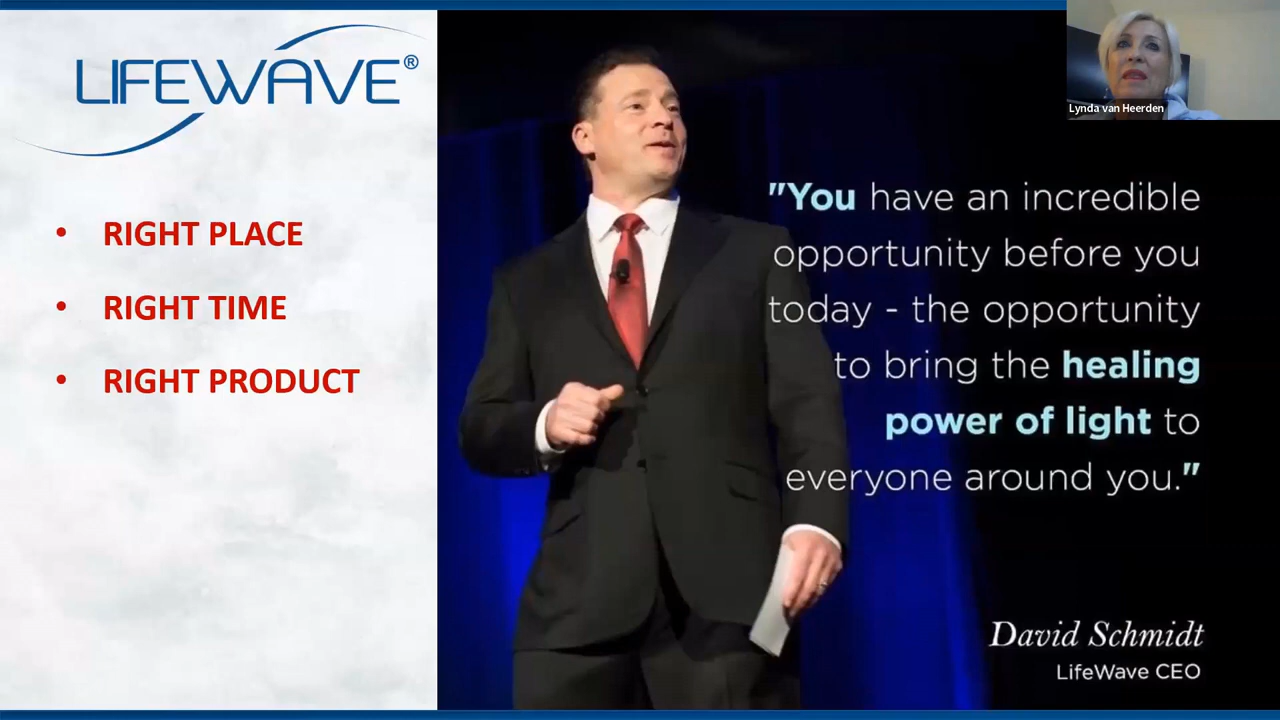 LIFEWAVE®
• RIGHT PLACE
• RIGHT TIME
• RIGHT PRODUCT
"You have an incredible
opportunity before you
today - the opportunity
to bring the healing
power of light to
everyone around you."
David Schmidt
LifeWave CEO
Lynda van Heerden